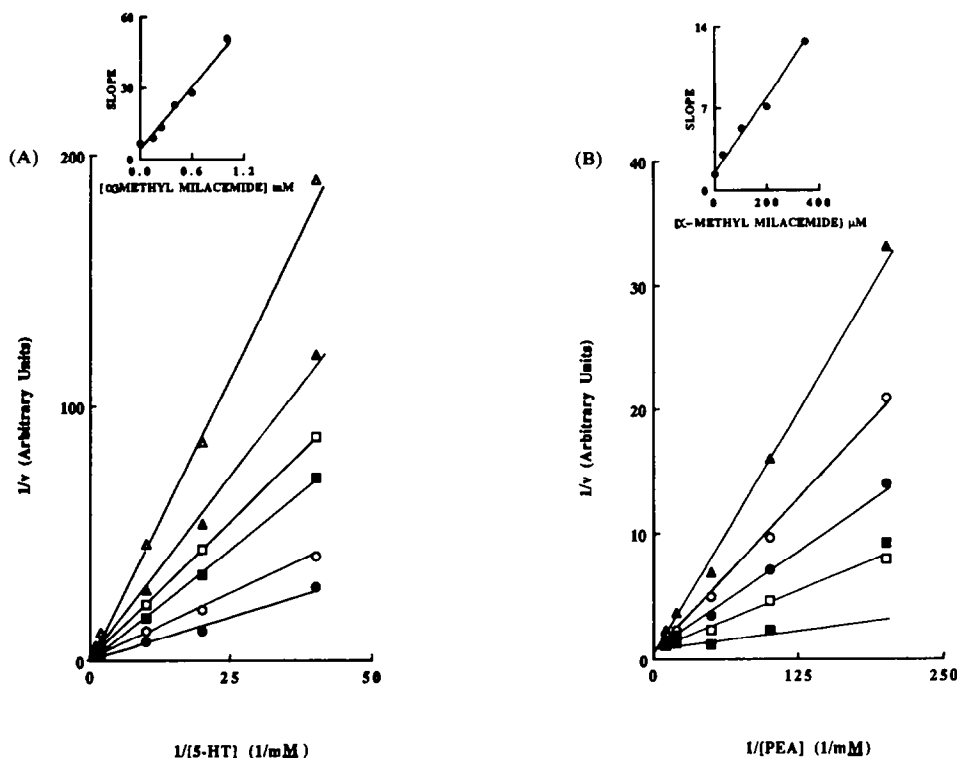 (A)
60
30
0
SLOPE
0.0 0.6 1.3
[αMETHYL MILACEMIDE] mM
200
100
0
1/v (Arbitrary Units)
0 25 50
1/[5-HT] (1/mM)
(B)
14
7
0
SLOPE
0 200 400
[X-METHYL MILACEMIDE] μM
40
30
20
10
0
1/v (Arbitrary Units)
0 125 250
1/[PEA] (1/mM)